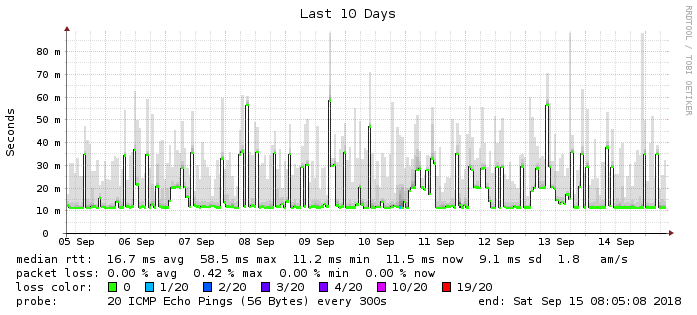 Last 10 Days
RRDTOOL / TOBI OETIKER
Seconds
80 m
70 m
60 m
50 m
40 m
30 m
20 m
10 m
0
05 Sep 06 Sep 07 Sep 08 Sep 09 Sep 10 Sep 11 Sep 12 Sep 13 Sep 14 Sep
median rtt: 16.7 ms avg 58.5 ms max 11.2 ms min 11.5 ms now 9.1 ms sd 1.8 am/s
packet loss: 0.00 % avg 0.42 % max 0.00 % min 0.00 % now
loss color: 0 1/20 2/20 3/20 4/20 10/20 19/20
probe: 20 ICMP Echo Pings (56 Bytes) every 300s end: Sat Sep 15 08:05:08 2018